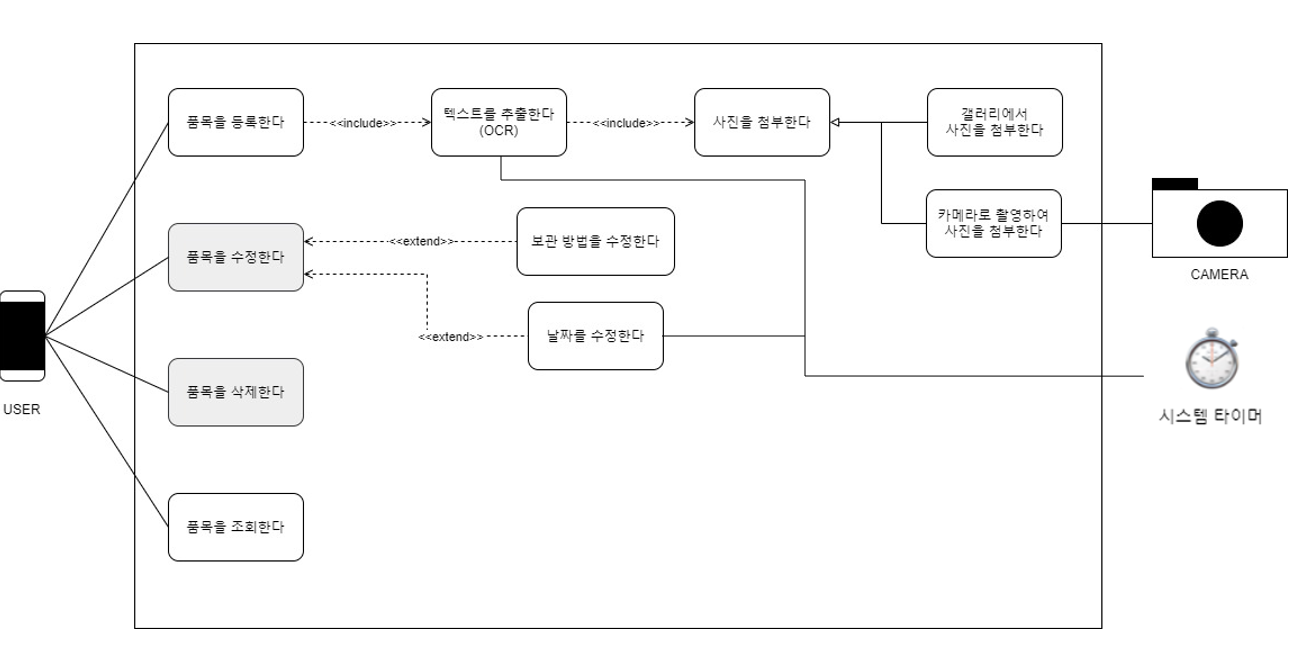 품목을 등록한다
<<include>>
텍스트를 추출한다
(OCR)
<<include>>
사진을 첨부한다
갤러리에서
사진을 첨부한다
카메라로 촬영하여
사진을 첨부한다
CAMERA
품목을 수정한다
<<extend>>
보관 방법을 수정한다
<<extend>>
날짜를 수정한다
USER
품목을 삭제한다
시스템 타이머
품목을 조회한다